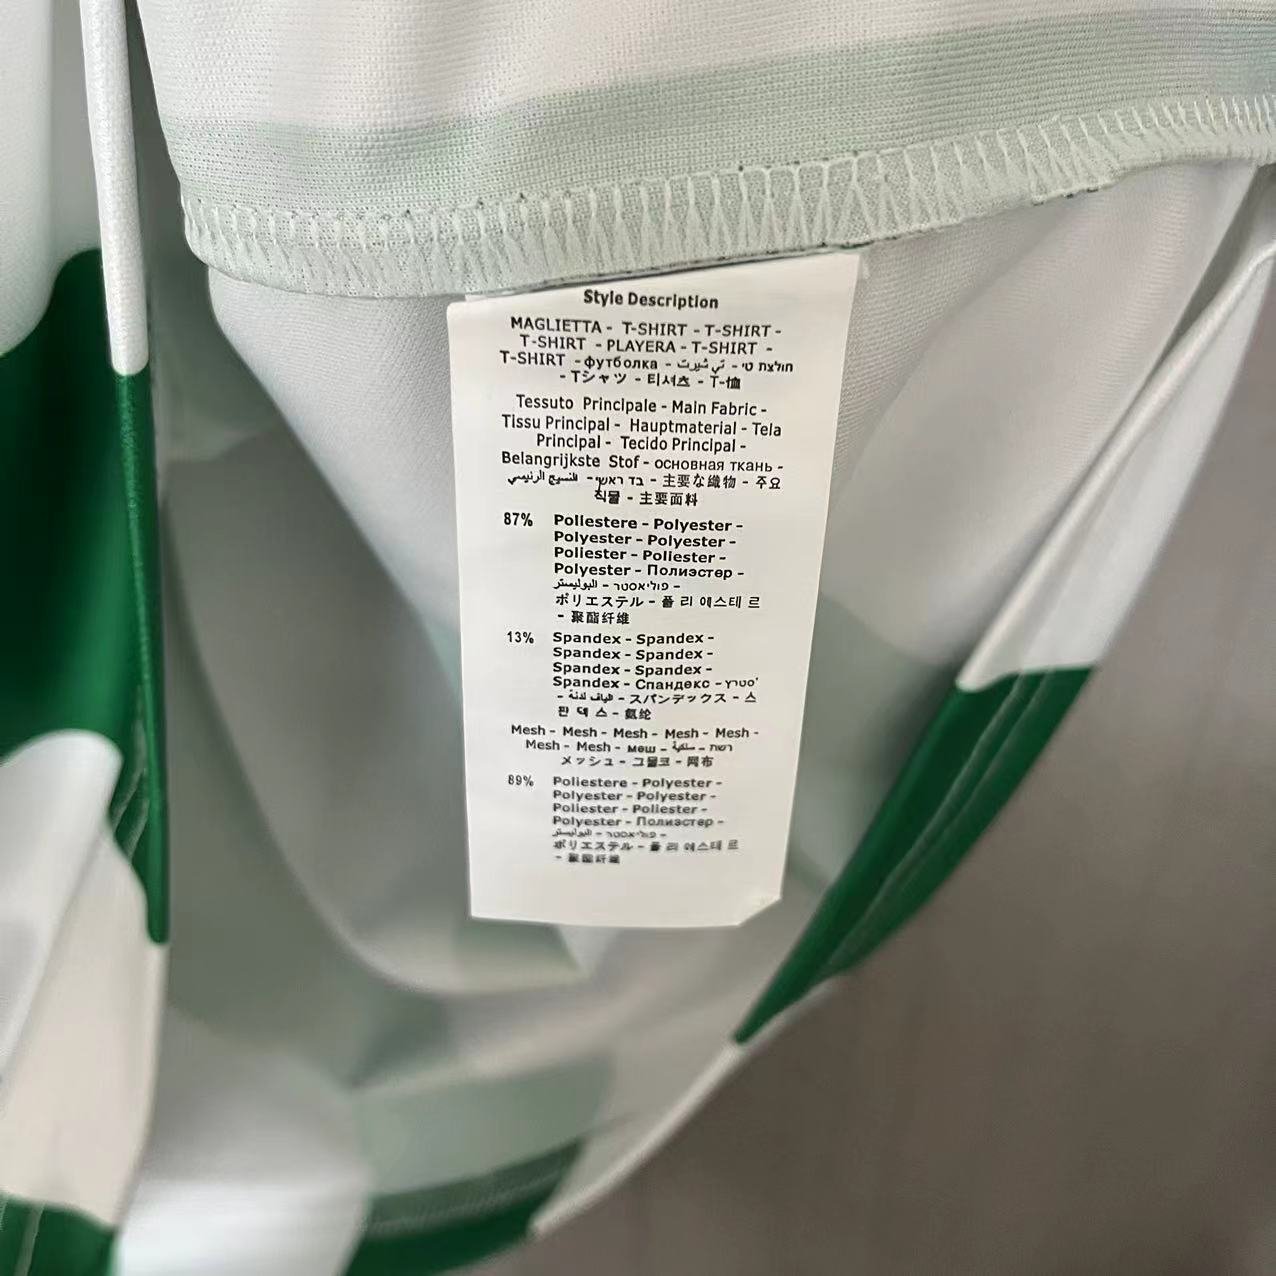 Style Description
MAGLIETTA - T-SHIRT - T-SHIRT -
T-SHIRT - PLAYERA - T-SHIRT -
T-SHIRT - футболка - تي شيرت - חולצת טי -
- Tシャツ - 티셔츠 - T-恤
Tessuto Principale - Main Fabric -
Tissu Principal - Hauptmaterial - Tela
Principal - Tecido Principal -
Belangrijkste Stof - основная ткань -
النسيج الرئيسي - בד ראשי - 主要な織物 - 주요
직물 - 主要面料
87% Poliestere - Polyester -
Polyester - Polyester -
Poliester - Poliester -
Polyester - Полиэстер -
البوليستر - פוליאסטר -
ポリエステル - 폴 리 에스테 르
- 聚酯纤维
13% Spandex - Spandex -
Spandex - Spandex -
Spandex - Spandex -
Spandex - Спандекс - סטרץ'
- الياف لدنة - スパンデックス - 스
판 덱 스 - 氨纶
Mesh - Mesh - Mesh - Mesh - Mesh -
Mesh - Mesh - меш - رשת -
メッシュ - 그물코 - 网布
89% Poliestere - Polyester -
Polyester - Polyester -
Poliester - Poliester -
Polyester - Полиэстер -
البوليستر - פוליאסטר -
ポリエステル - 폴 리 에스테 르
- 聚酯纤维